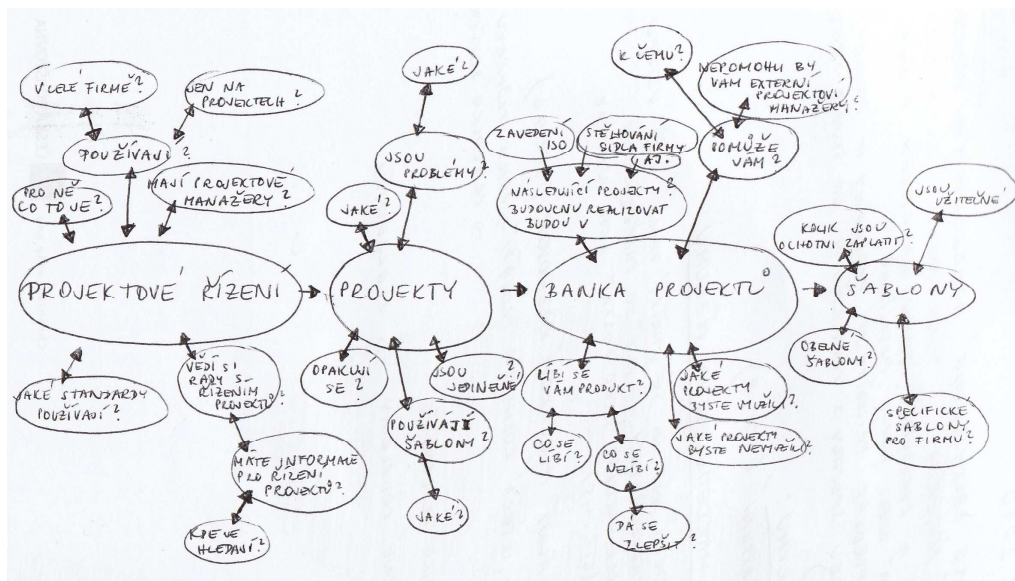 V CELÉ FIRMĚ?
JEN NA
PROJEKTECH?
POUŽÍVAJÍ?
PRO NĚ
CO TO JE?
MAJÍ PROJEKTOVÉ
MANAŽERY?
PROJEKTOVÉ ŘÍZENÍ
JAKÉ STANDARDY
POUŽÍVAJÍ?
VĚDÍ SI
RADY S
ŘÍZENÍM
PROJEKTŮ?
MÁTE INFORMACE
PRO ŘÍZENÍ
PROJEKTŮ?
KDE JE
HLEDAJÍ?
JAKÉ?
JSOU
PROBLÉMY?
JAKÉ?
PROJEKTY
OPAKUJÍ
SE?
JSOU
JEDINEČNÉ?
POUŽÍVAJÍ
ŠABLONY?
JAKÉ?
K ČEMU?
NEPOMOHLI BY
VÁM EXTERNÍ
PROJEKTOVÍ
MANAŽEŘI?
POMŮŽE
VÁM?
ZAVEDENÍ
ISO
STĚHOVÁNÍ
SÍDLA FIRMY
AJ.
NÁSLEDUJÍCÍ PROJEKTY?
BUDOUCNU REALIZOVAT
BUDOU V
BANKA PROJEKTŮ
LÍBÍ SE
VÁM PRODUKT?
CO SE
LÍBÍ?
CO SE
NELÍBÍ?
DÁ SE
ZLEPŠIT?
JAKÉ
PROJEKTY
BYSTE VYUŽILI?
JAKÉ PROJEKTY
BYSTE NEVYUŽILI?
JSOU
UŽITEČNÉ
KOLIK JSOU
OCHOTNI ZAPLATIT?
ŠABLONY
OBECNÉ
ŠABLONY?
SPECIFICKÉ
ŠABLONY
PRO FIRMU?